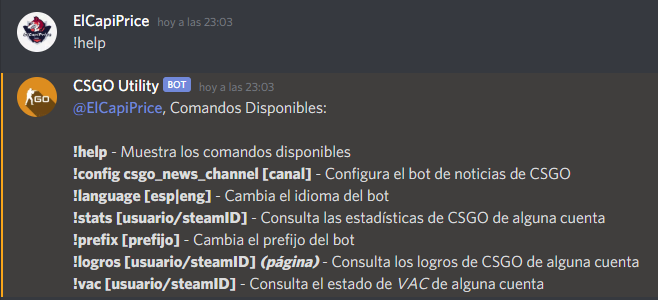 ElCapiPrice hoy a las 23:03
!help
CSGO Utility BOT hoy a las 23:03
@ElCapiPrice, Comandos Disponibles:
!help - Muestra los comandos disponibles
!config csgo_news_channel [canal] - Configura el bot de noticias de CSGO
!language [esp|eng] - Cambia el idioma del bot
!stats [usuario/steamID] - Consulta las estadísticas de CSGO de alguna cuenta
!prefix [prefijo] - Cambia el prefijo del bot
!logros [usuario/steamID] (página) - Consulta los logros de CSGO de alguna cuenta
!vac [usuario/steamID] - Consulta el estado de VAC de alguna cuenta
GO